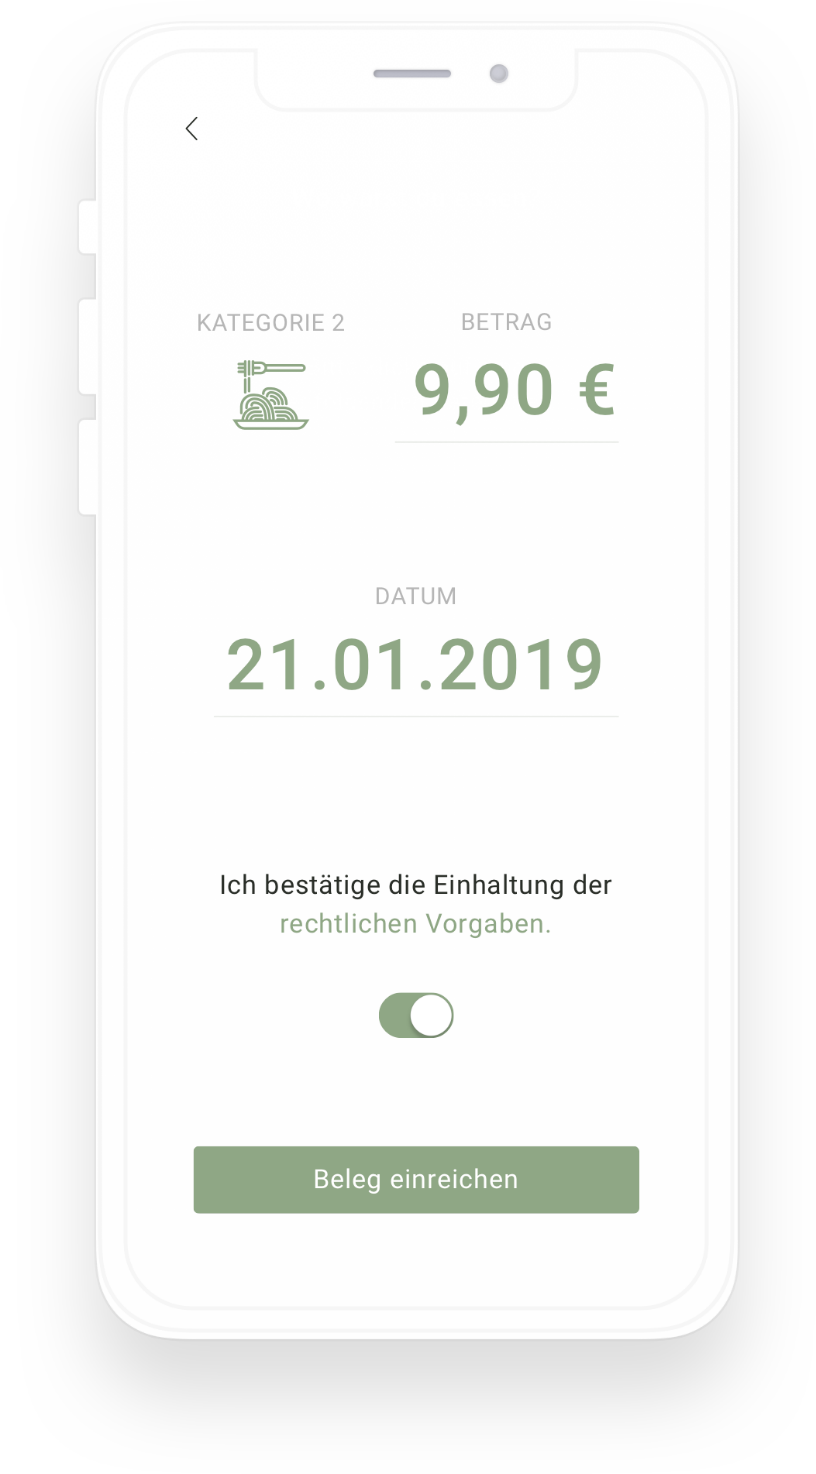 KATEGORIE 2
BETRAG
9,90 €
DATUM
21.01.2019
Ich bestätige die Einhaltung der
rechtlichen Vorgaben.
Beleg einreichen